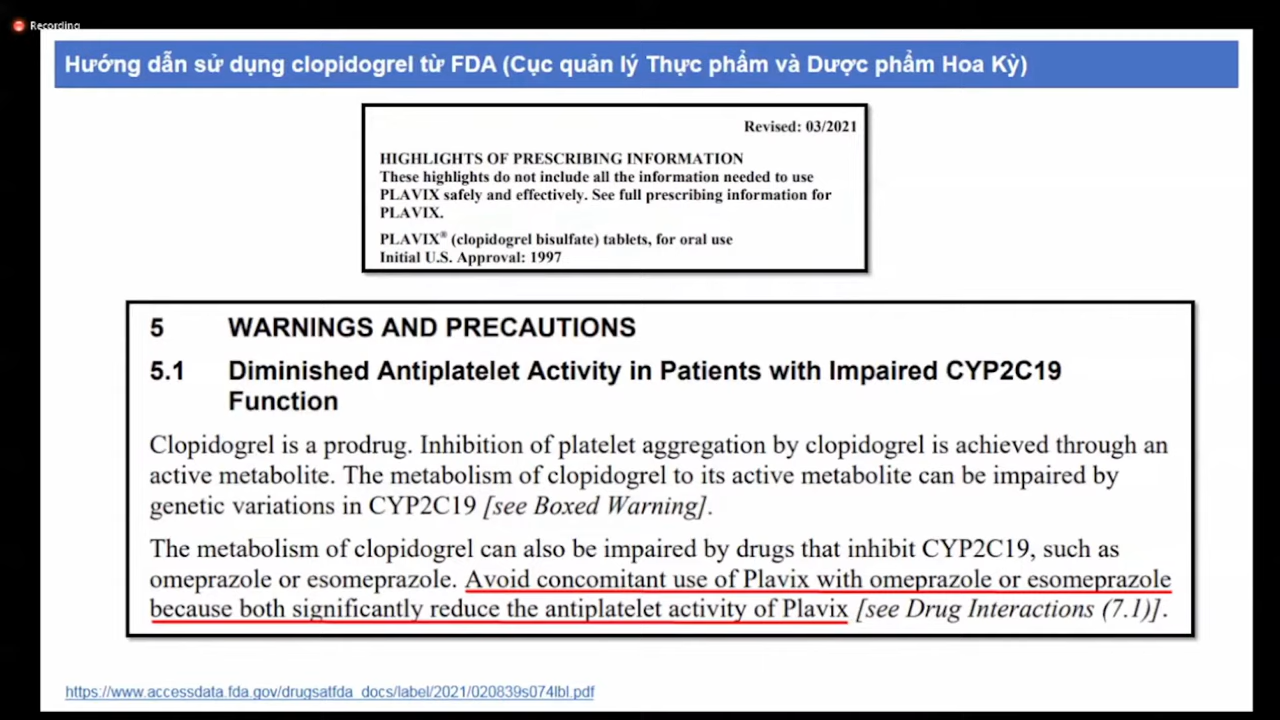 Recording
Hướng dẫn sử dụng clopidogrel từ FDA (Cục quản lý Thực phẩm và Dược phẩm Hoa Kỳ)
Revised: 03/2021
HIGHLIGHTS OF PRESCRIBING INFORMATION
These highlights do not include all the information needed to use
PLAVIX safely and effectively. See full prescribing information for
PLAVIX.
PLAVIX® (clopidogrel bisulfate) tablets, for oral use
Initial U.S. Approval: 1997
5 WARNINGS AND PRECAUTIONS
5.1 Diminished Antiplatelet Activity in Patients with Impaired CYP2C19
Function
Clopidogrel is a prodrug. Inhibition of platelet aggregation by clopidogrel is achieved through an
active metabolite. The metabolism of clopidogrel to its active metabolite can be impaired by
genetic variations in CYP2C19 [see Boxed Warning].
The metabolism of clopidogrel can also be impaired by drugs that inhibit CYP2C19, such as
omeprazole or esomeprazole. Avoid concomitant use of Plavix with omeprazole or esomeprazole
because both significantly reduce the antiplatelet activity of Plavix [see Drug Interactions (7.1)].
https://www.accessdata.fda.gov/drugsatfda_docs/label/2021/020839s074lbl.pdf